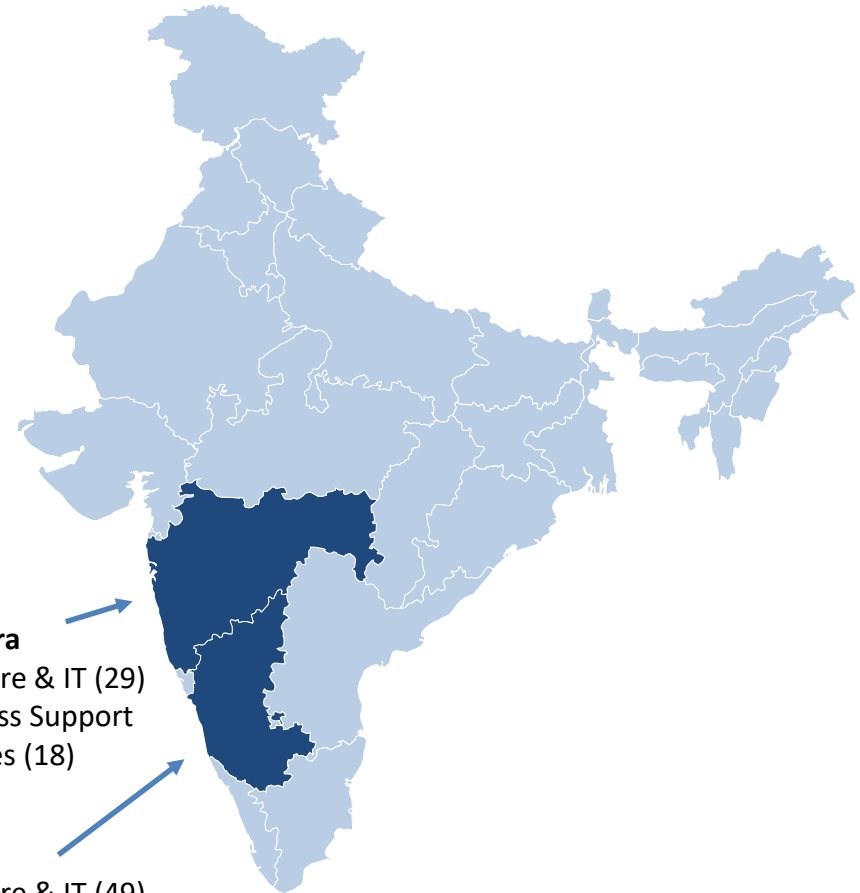 ra
re & IT (29)
ss Support
es (18)
re & IT (49)